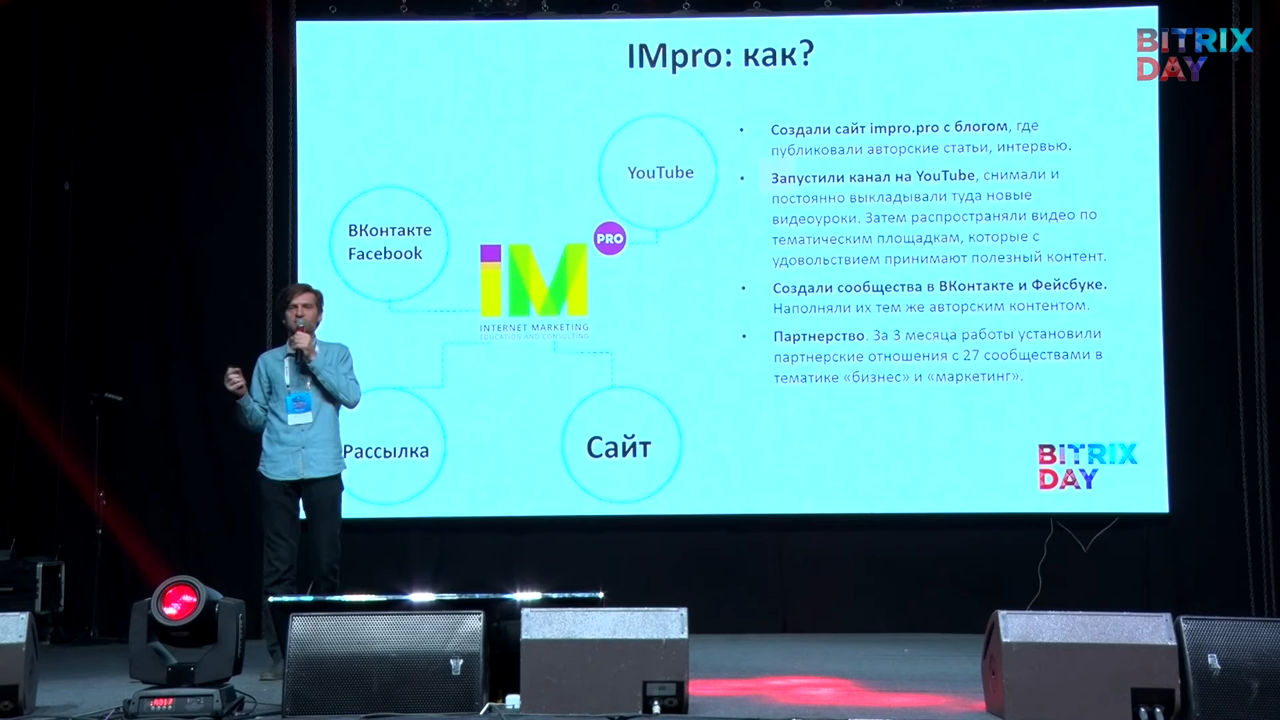 IMpro: как?
BITRIX
DAY
YouTube
ВКонтакте
Facebook
PRO
iM
INTERNET MARKETING
EDUCATION AND CONSULTING
Рассылка
Сайт
• Создали сайт impro.pro с блогом, где
публиковали авторские статьи, интервью.
• Запустили канал на YouTube, снимали и
постоянно выкладывали туда новые
видеоуроки. Затем распространяли видео по
тематическим площадкам, которые с
удовольствием принимают полезный контент.
• Создали сообщества в ВКонтакте и Фейсбуке.
Наполняли их тем же авторским контентом.
• Партнерство. За 3 месяца работы установили
партнерские отношения с 27 сообществами в
тематике «бизнес» и «маркетинг».
BITRIX
DAY